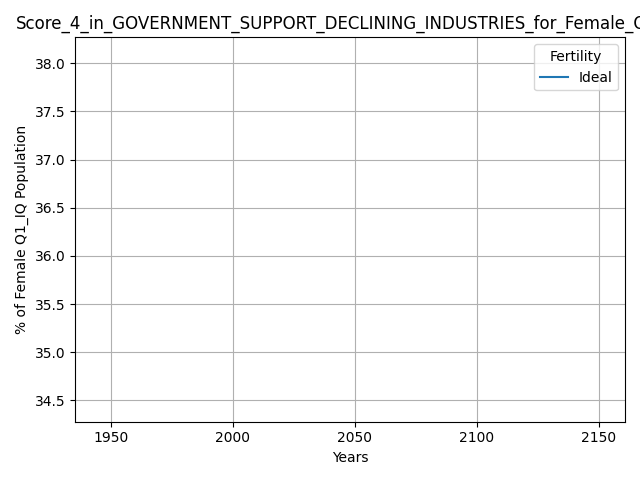 Score_4_in_GOVERNMENT_SUPPORT_DECLINING_INDUSTRIES_for_Female_
Fertility
Ideal
% of Female Q1_IQ Population
38.0
37.5
37.0
36.5
36.0
35.5
35.0
34.5
1950
2000
2050
2100
2150
Years